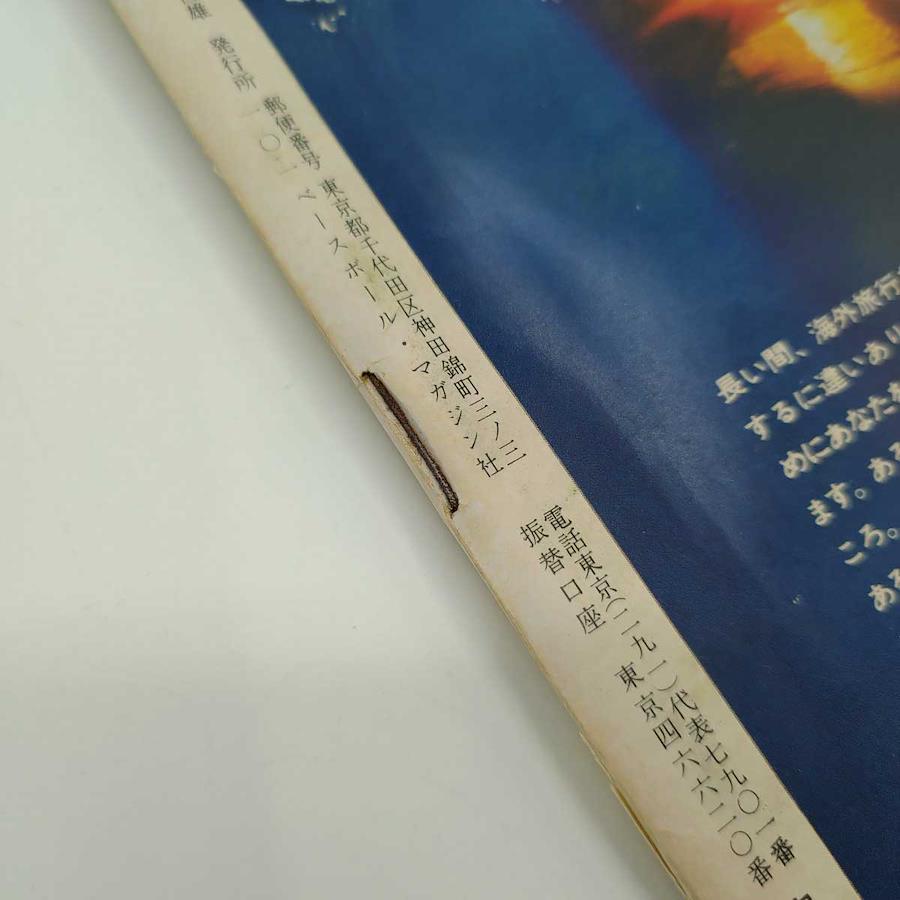 雄 発行所
郵便番号 一〇一
東京都千代田区神田錦町三ノ三
ベースボール・マガジン社
電話東京(二九一)代表七九〇一番
振替口座 東京四六六二〇番
長い間、海外旅行
するに違いあり
めにあなたを
ます。ある
ころ。
ある